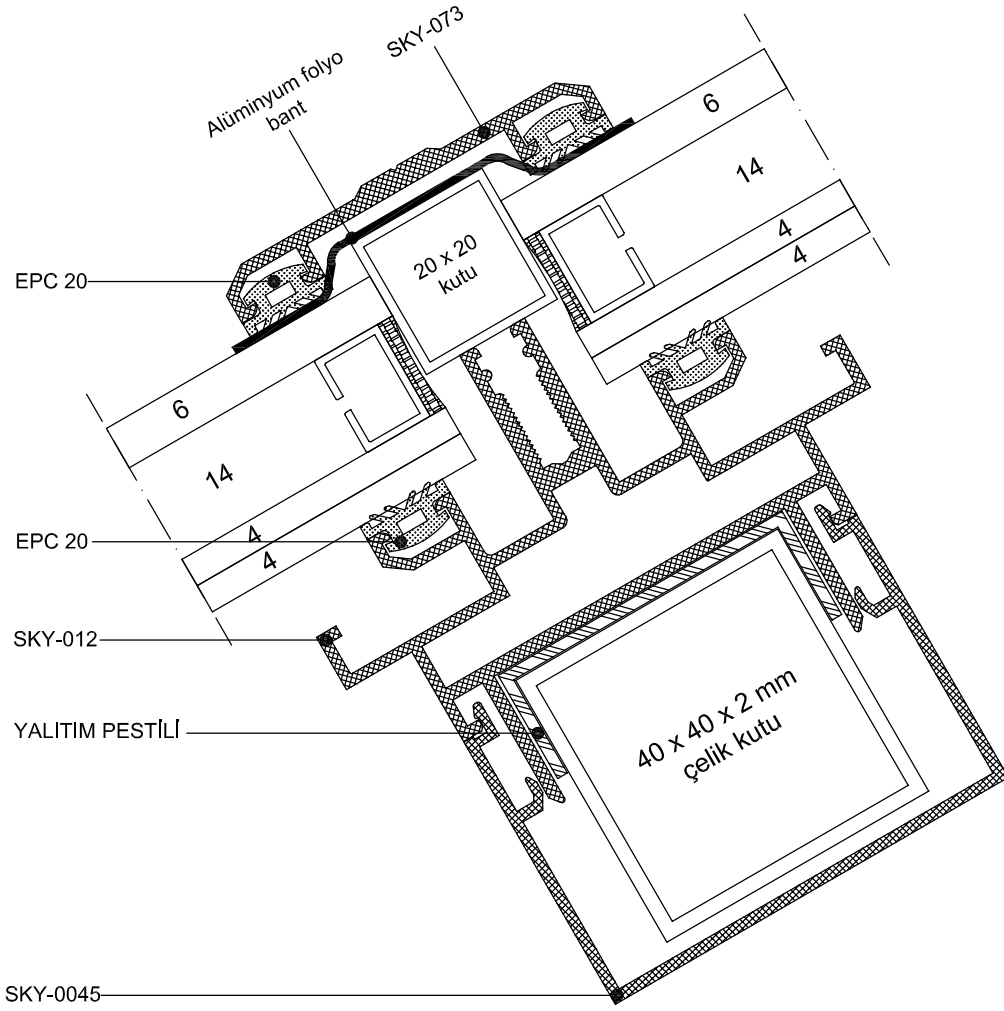 SKY-073
Alüminyum folyo
bant
6
14
4
4
20 x 20
kutu
EPC 20
6
14
4
4
EPC 20
SKY-012
YALITIM PESTİLİ
40 x 40 x 2 mm
çelik kutu
SKY-0045